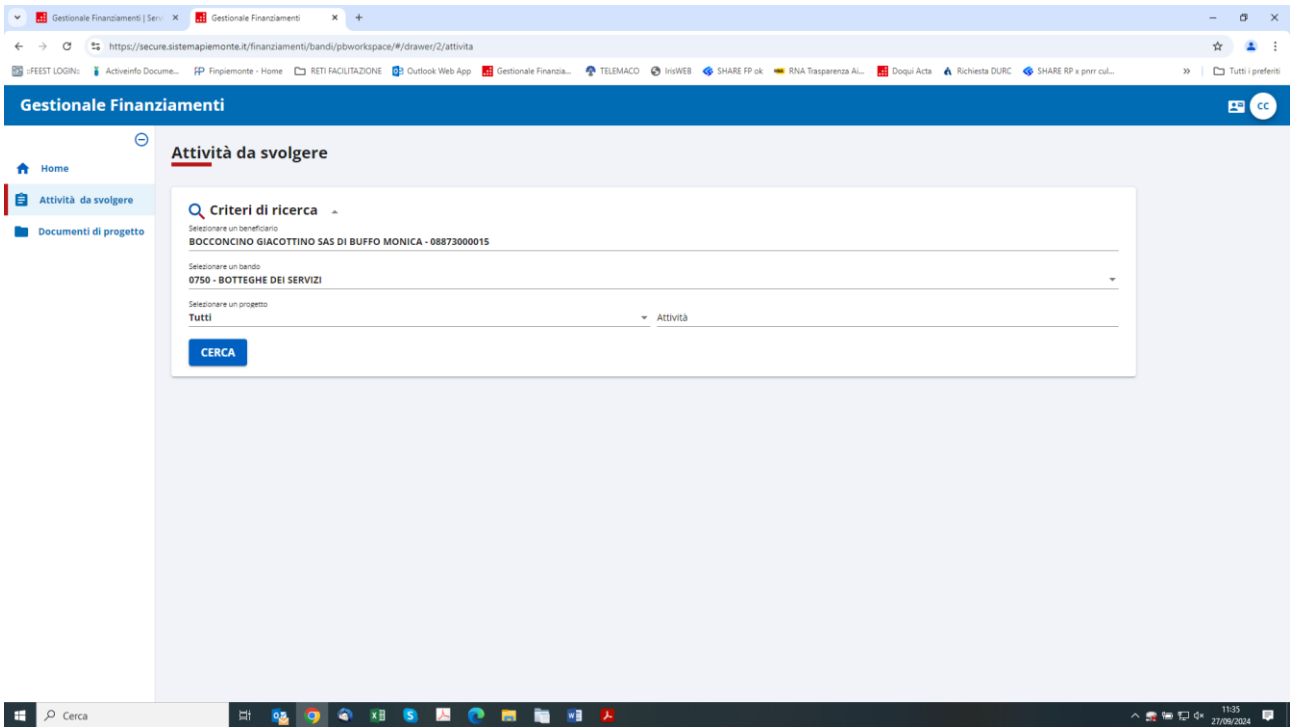 Gestionale Finanziamenti | Serv
Gestionale Finanziamenti
https://secure.sistemapiemonte.it/finanziamenti/bandi/pbworkspace/#/drawer/2/attivita
::FEEST LOGIN:: Activeinfo Docume... FP Finpiemonte - Home RETI FACILITAZIONE Outlook Web App Gestionale Finanzia... TELEMACO IrisWEB SHARE FP ok RNA Trasparenza Ai... Doqui Acta Richiesta DURC SHARE RP x pnrr cul... » Tutti i preferiti
Gestionale Finanziamenti CC
Attività da svolgere
Home
Attività da svolgere
Documenti di progetto
Criteri di ricerca
Selezionare un beneficiario
BOCCONCINO GIACOTTINO SAS DI BUFFO MONICA - 08873000015
Selezionare un bando
0750 - BOTTEGHE DEI SERVIZI
Selezionare un progetto
Tutti Attività
CERCA
Cerca
11:35
27/09/2024